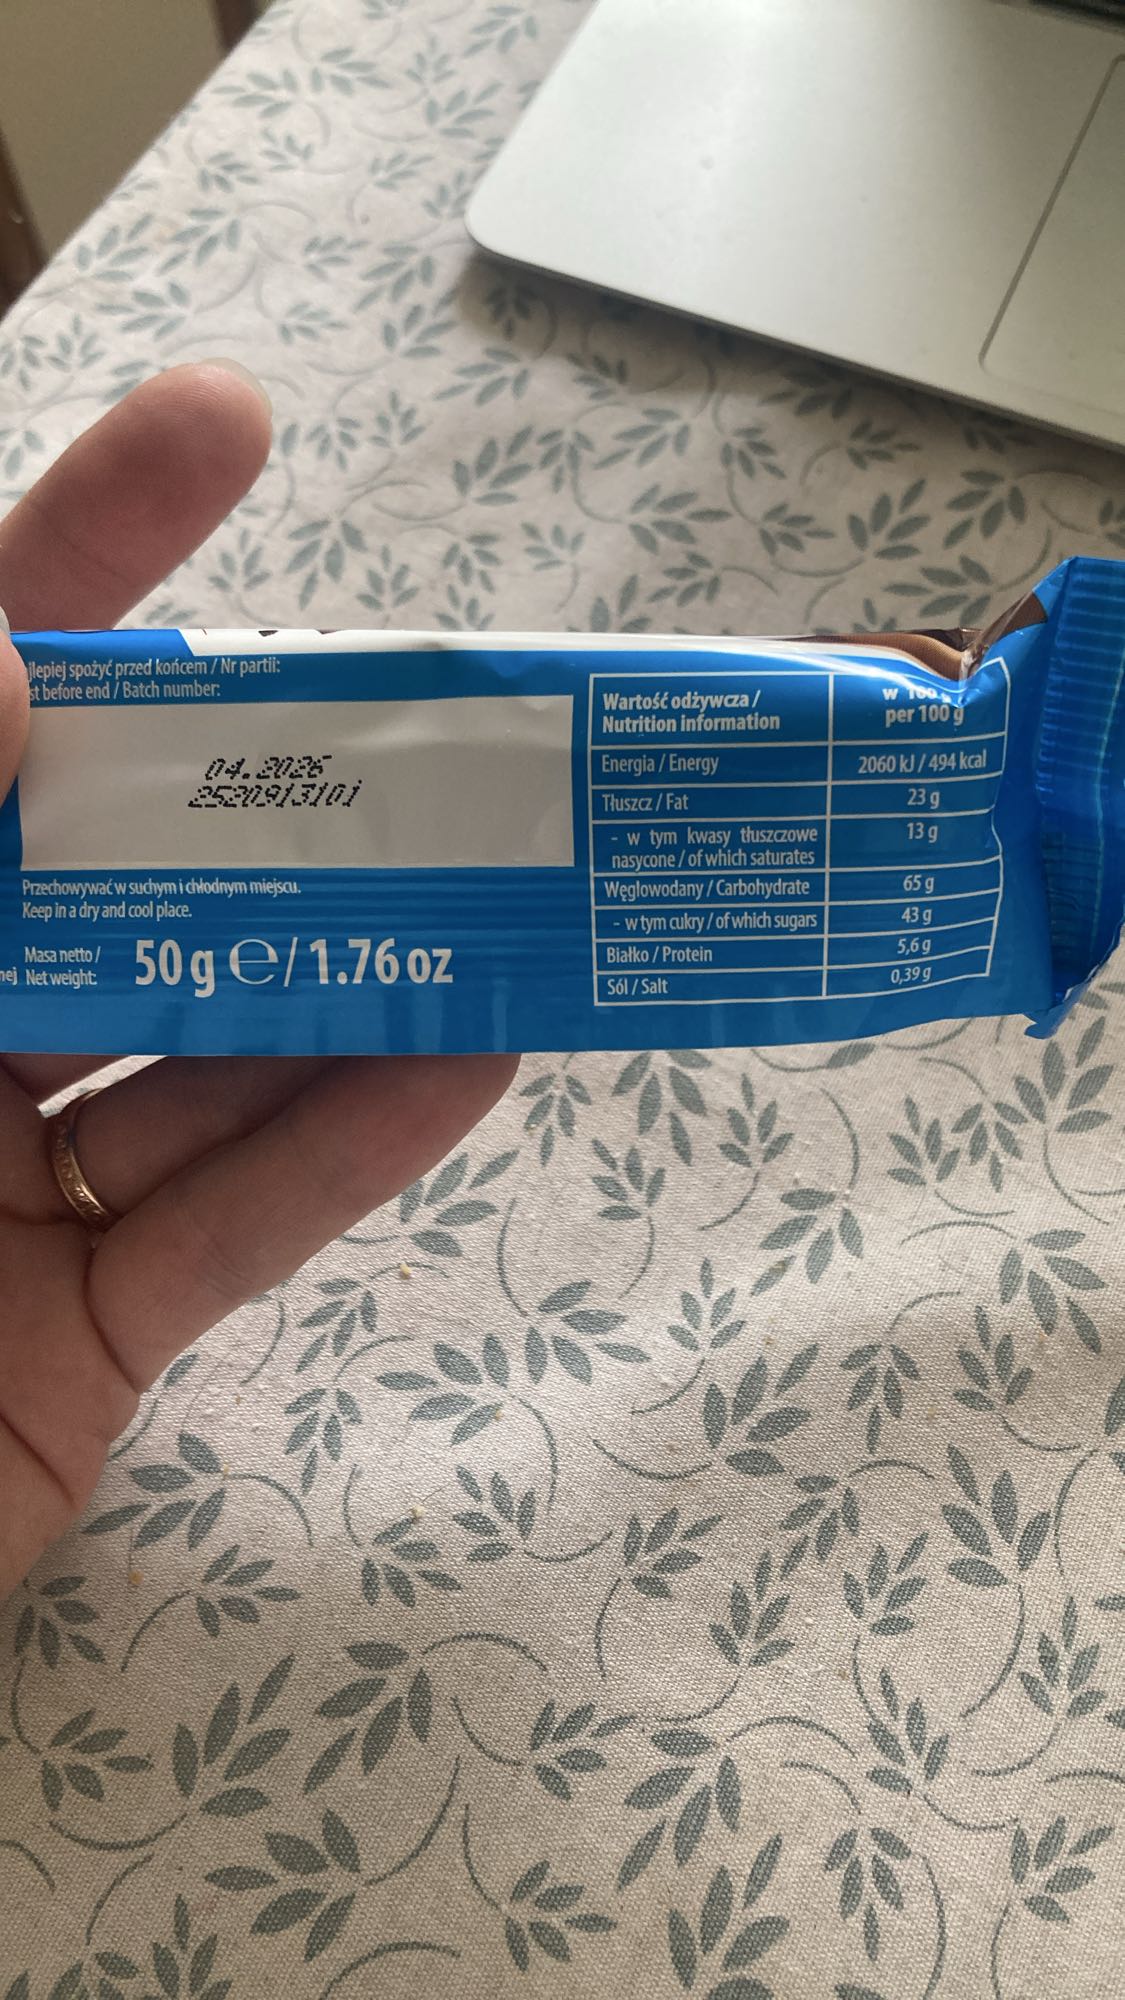 jlepiej spożyć przed końcem / Nr partii:
st before end / Batch number:
04.2026
Przechowywać w suchym i chłodnym miejscu.
Keep in a dry and cool place.
Masa netto /
nej Net weight: 50 g e / 1.76 oz
Wartość odżywcza / w 100
Nutrition information per 100 g
Energia / Energy 2060 kJ / 494 kcal
Tłuszcz / Fat 23 g
- w tym kwasy tłuszczowe 13 g
nasycone / of which saturates
Węglowodany / Carbohydrate 65 g
- w tym cukry / of which sugars 43 g
Białko / Protein 5,6 g
Sól / Salt 0,39 g